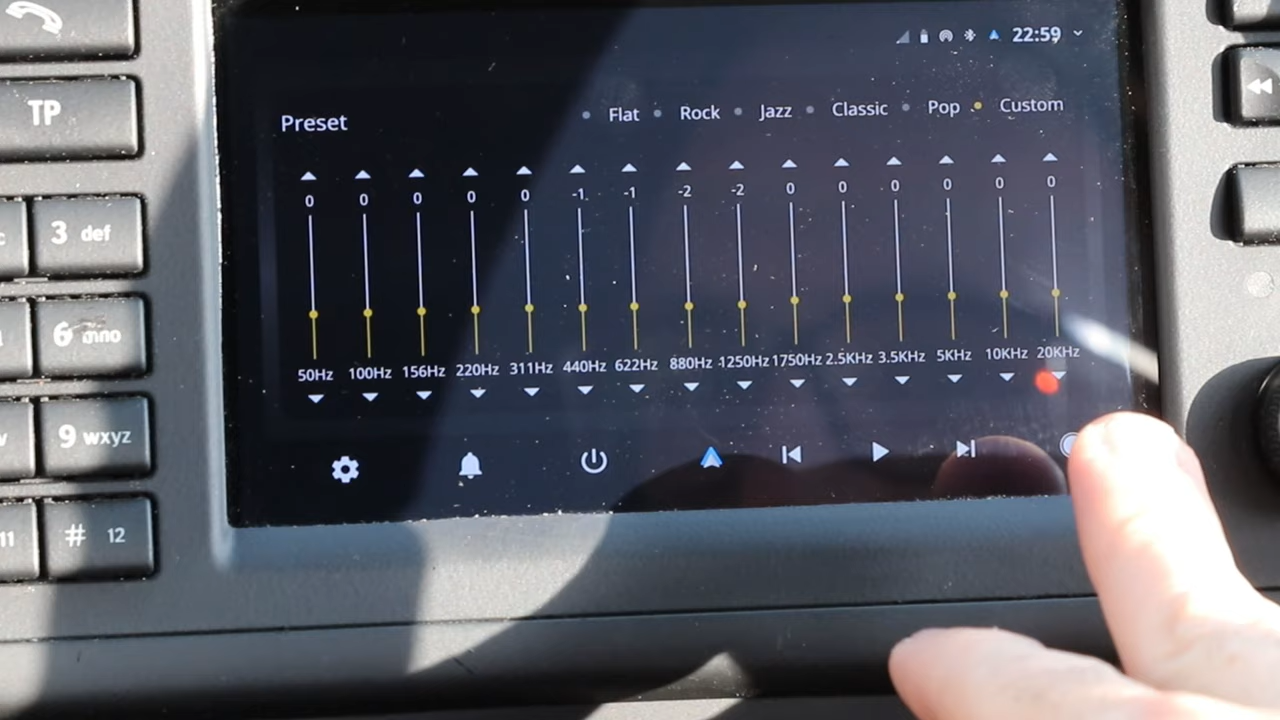 22:59
TP
Preset
Flat Rock Jazz Classic Pop Custom
0 0 0 0 0 -1 -1 -2 -2 0 0 0 0 0 0
3 def
6 mno
50Hz 100Hz 156Hz 220Hz 311Hz 440Hz 622Hz 880Hz 1250Hz 1750Hz 2.5KHz 3.5KHz 5KHz 10KHz 20KHz
9 wxyz
11 # 12